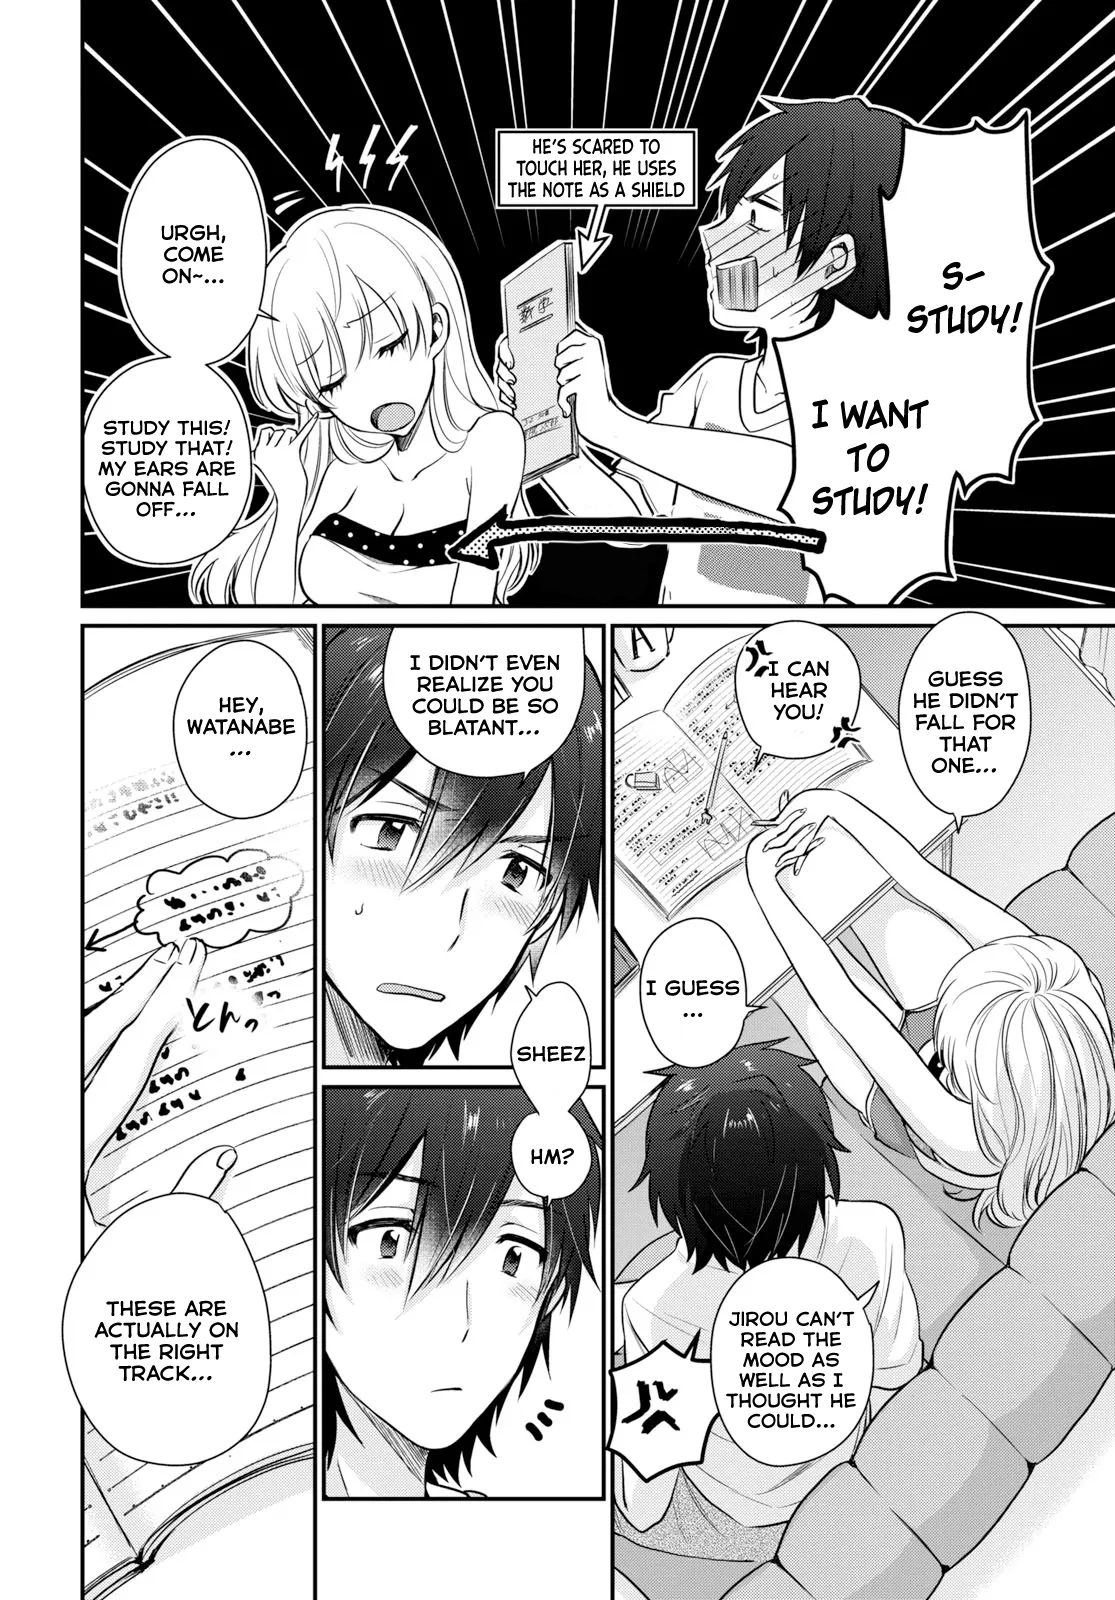 S-
STUDY!
I WANT
TO
STUDY!
HE'S SCARED TO
TOUCH HER, HE USES
THE NOTE AS A SHIELD
URGH,
COME
ON~...
STUDY THIS!
STUDY THAT!
MY EARS ARE
GONNA FALL
OFF...
GUESS
HE DIDN'T
FALL FOR
THAT
ONE...
I CAN
HEAR
YOU!
A
I GUESS
...
JIROU CAN'T
READ THE
MOOD AS
WELL AS I
THOUGHT HE
COULD...
I DIDN'T EVEN
REALIZE YOU
COULD BE SO
BLATANT...
SHEEZ
HM?
HEY,
WATANABE
...
とんっ
THESE ARE
ACTUALLY ON
THE RIGHT
TRACK...